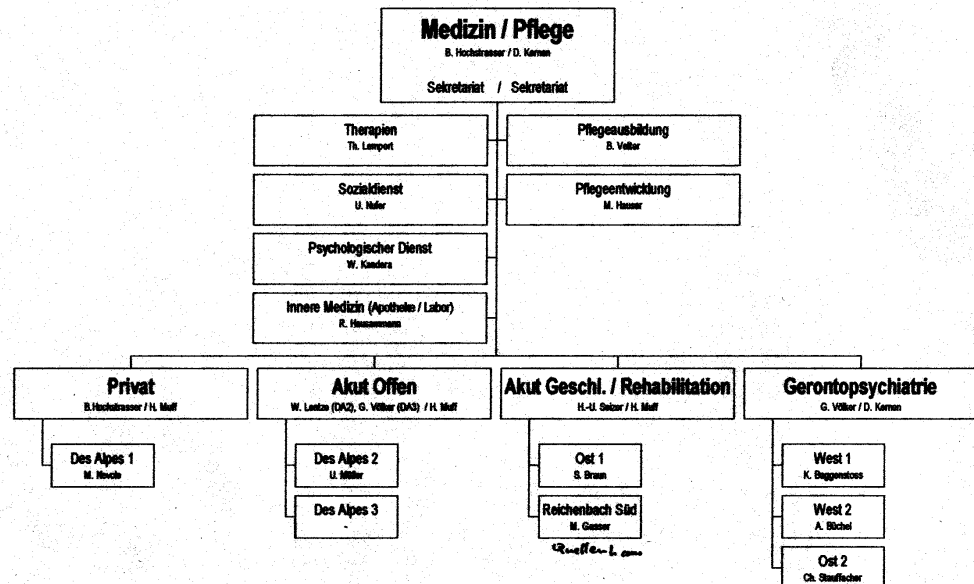 Medizin / Pflege
B. Hochstrasser / D. Kernen
Sekretariat / Sekretariat
Therapien
Th. Lempert
Pflegeausbildung
B. Velter
Sozialdienst
U. Nufer
Pflegeentwicklung
M. Hauser
Psychologischer Dienst
W. Kandera
Innere Medizin (Apotheke / Labor)
R. Hausammann
Privat
B.Hochstrasser / H. Muff
Akut Offen
W. Lentze (DA2), G. Völker (DA3) / H. Muff
Akut Geschl. / Rehabilitation
H.-U. Seizer / H. Muff
Gerontopsychiatrie
G. Völker / D. Kernen
Des Alpes 1
M.
Des Alpes 2
U. Müller
Des Alpes 3
-
Ost 1
S. Braun
Reichenbach Süd
M. Gasser
West 1
K. Baggenstoss
West 2
A. Büchel
Ost 2
Ch. Stauffacher